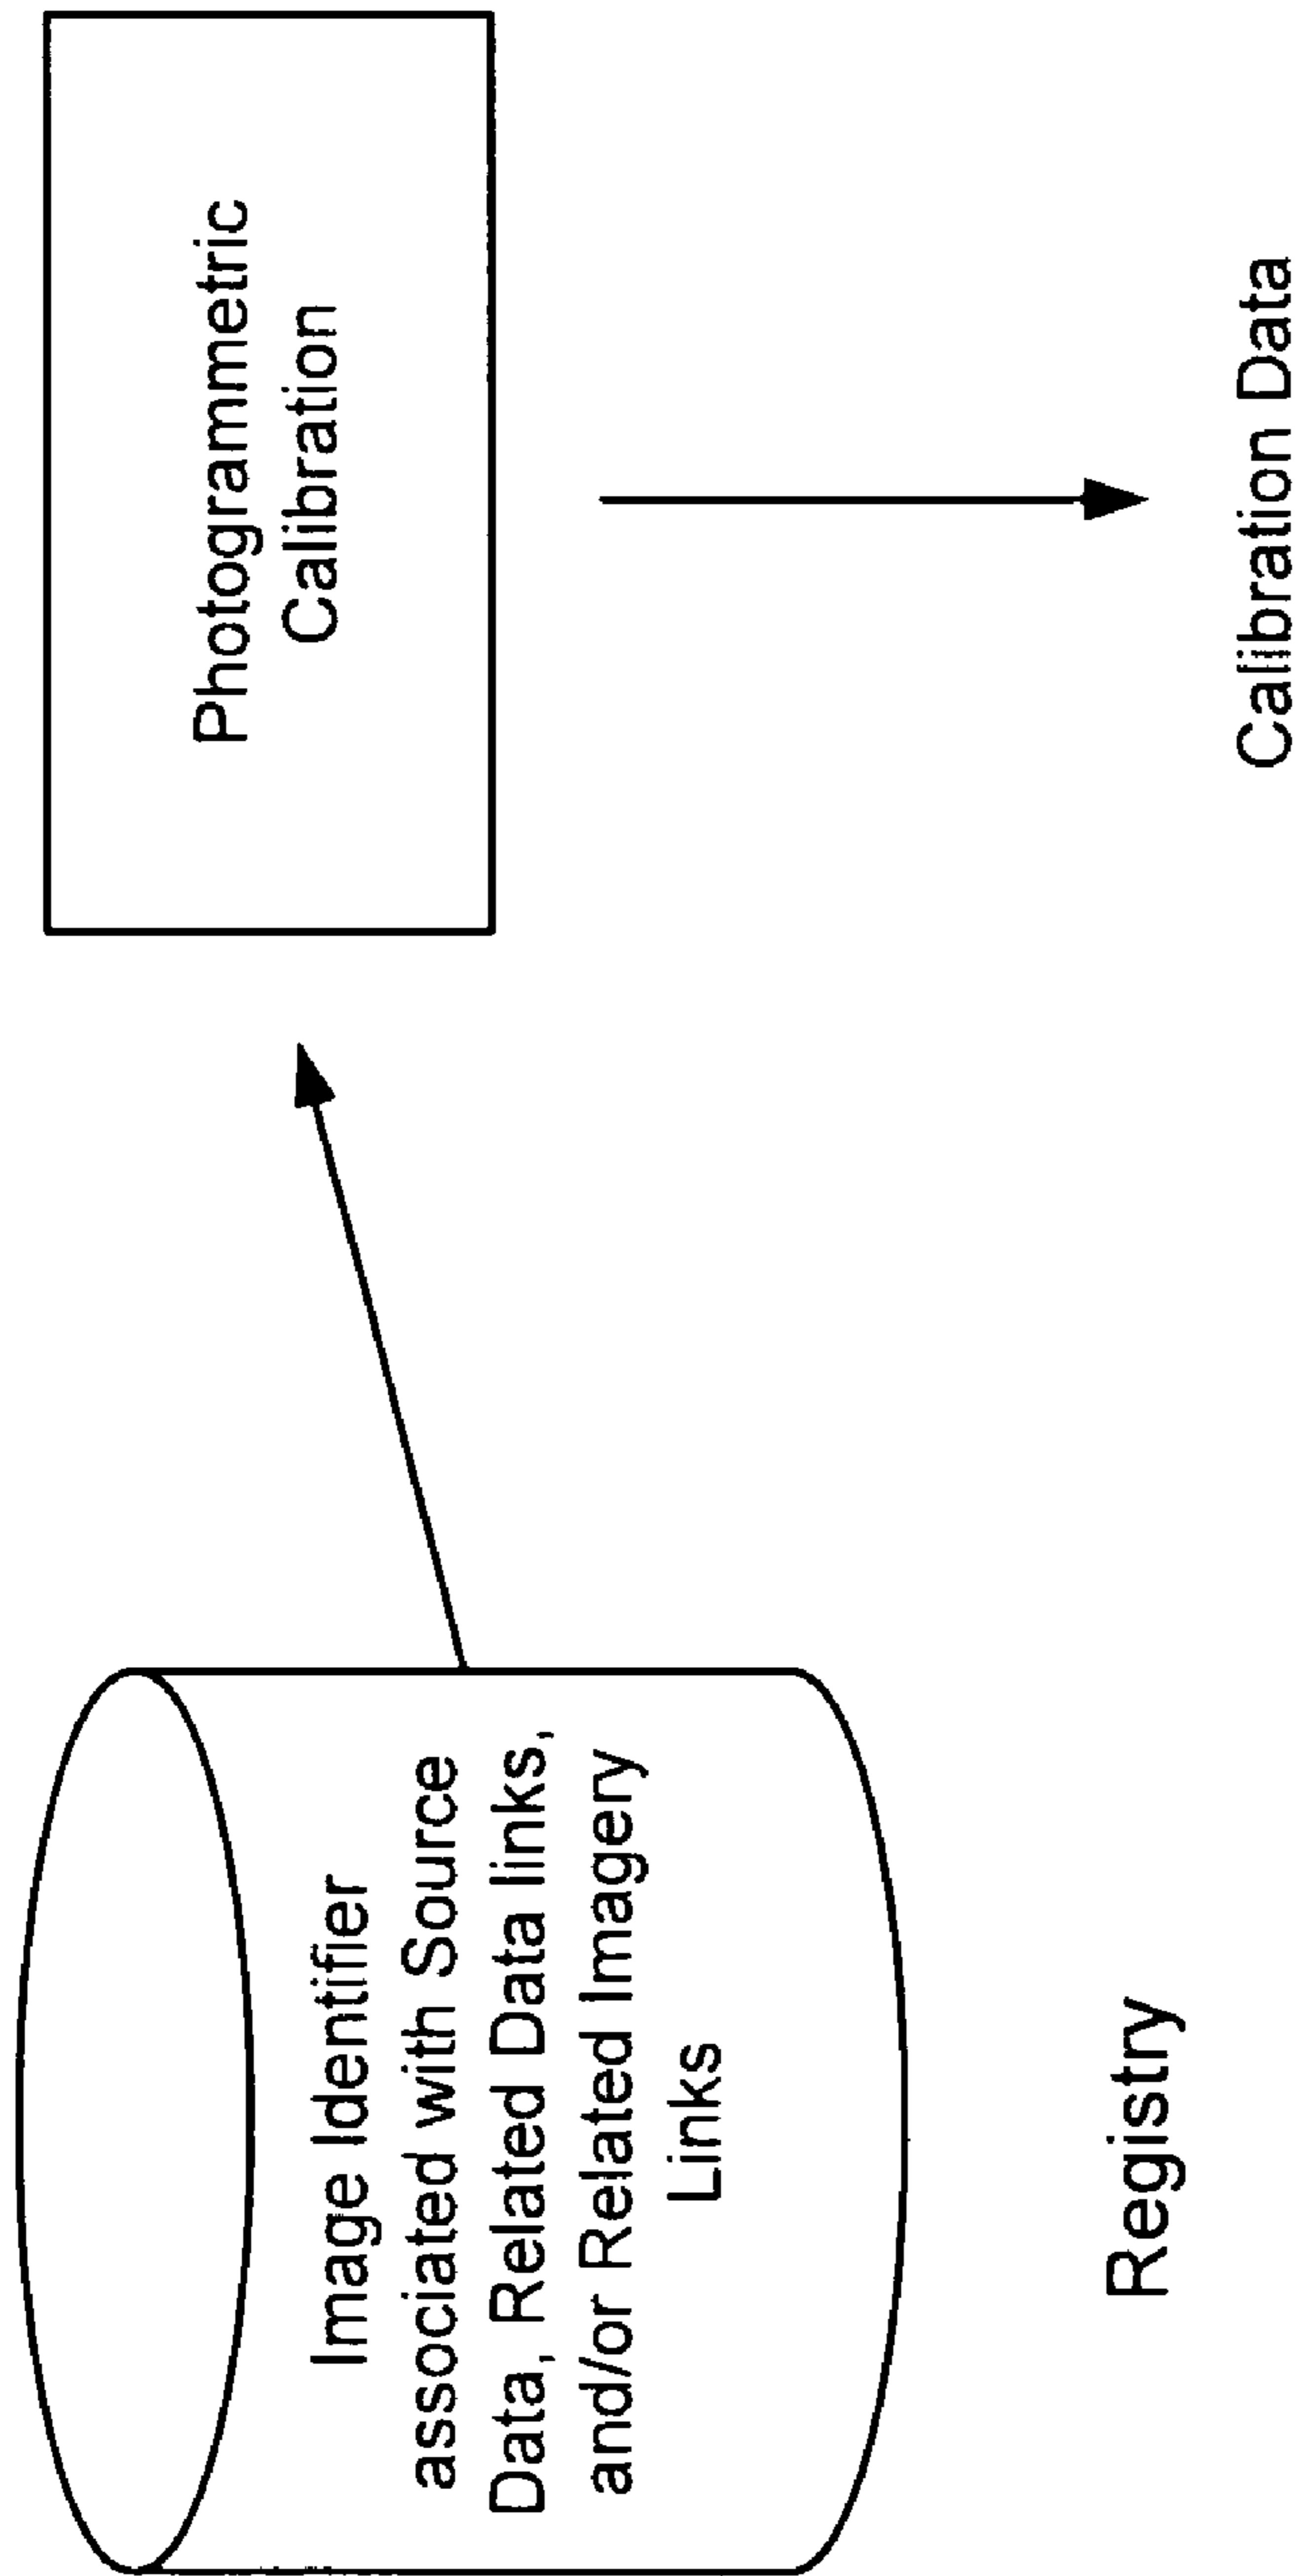 Image Identifier
associated with Source
Data, Related Data links,
and/or Related Imagery
Links
Registry
Photogrammetric
Calibration
Calibration Data